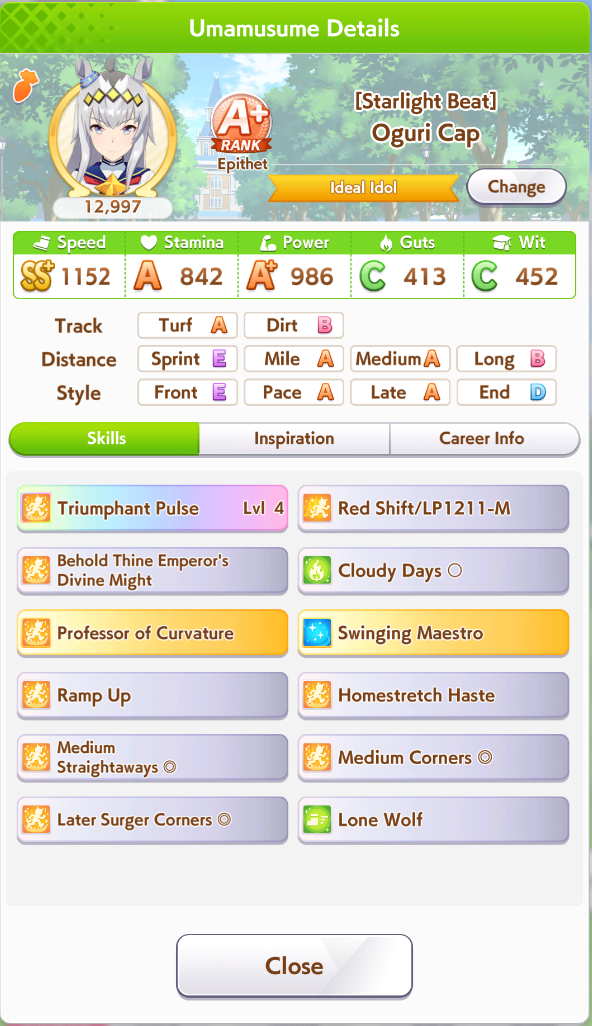 Umamusume Details
A+
RANK
Epithet
[Starlight Beat]
Oguri Cap
12,997
Ideal Idol
Change
Speed Stamina Power Guts Wit
SS+ 1152 A 842 A+ 986 C 413 C 452
Track Turf A Dirt B
Distance Sprint E Mile A Medium A Long B
Style Front E Pace A Late A End D
Skills Inspiration Career Info
Triumphant Pulse Lvl 4
Red Shift/LP1211-M
Behold Thine Emperor's
Divine Might
Cloudy Days ○
Professor of Curvature
Swinging Maestro
Ramp Up
Homestretch Haste
Medium
Straightaways ◎
Medium Corners ◎
Later Surger Corners ◎
Lone Wolf
Close